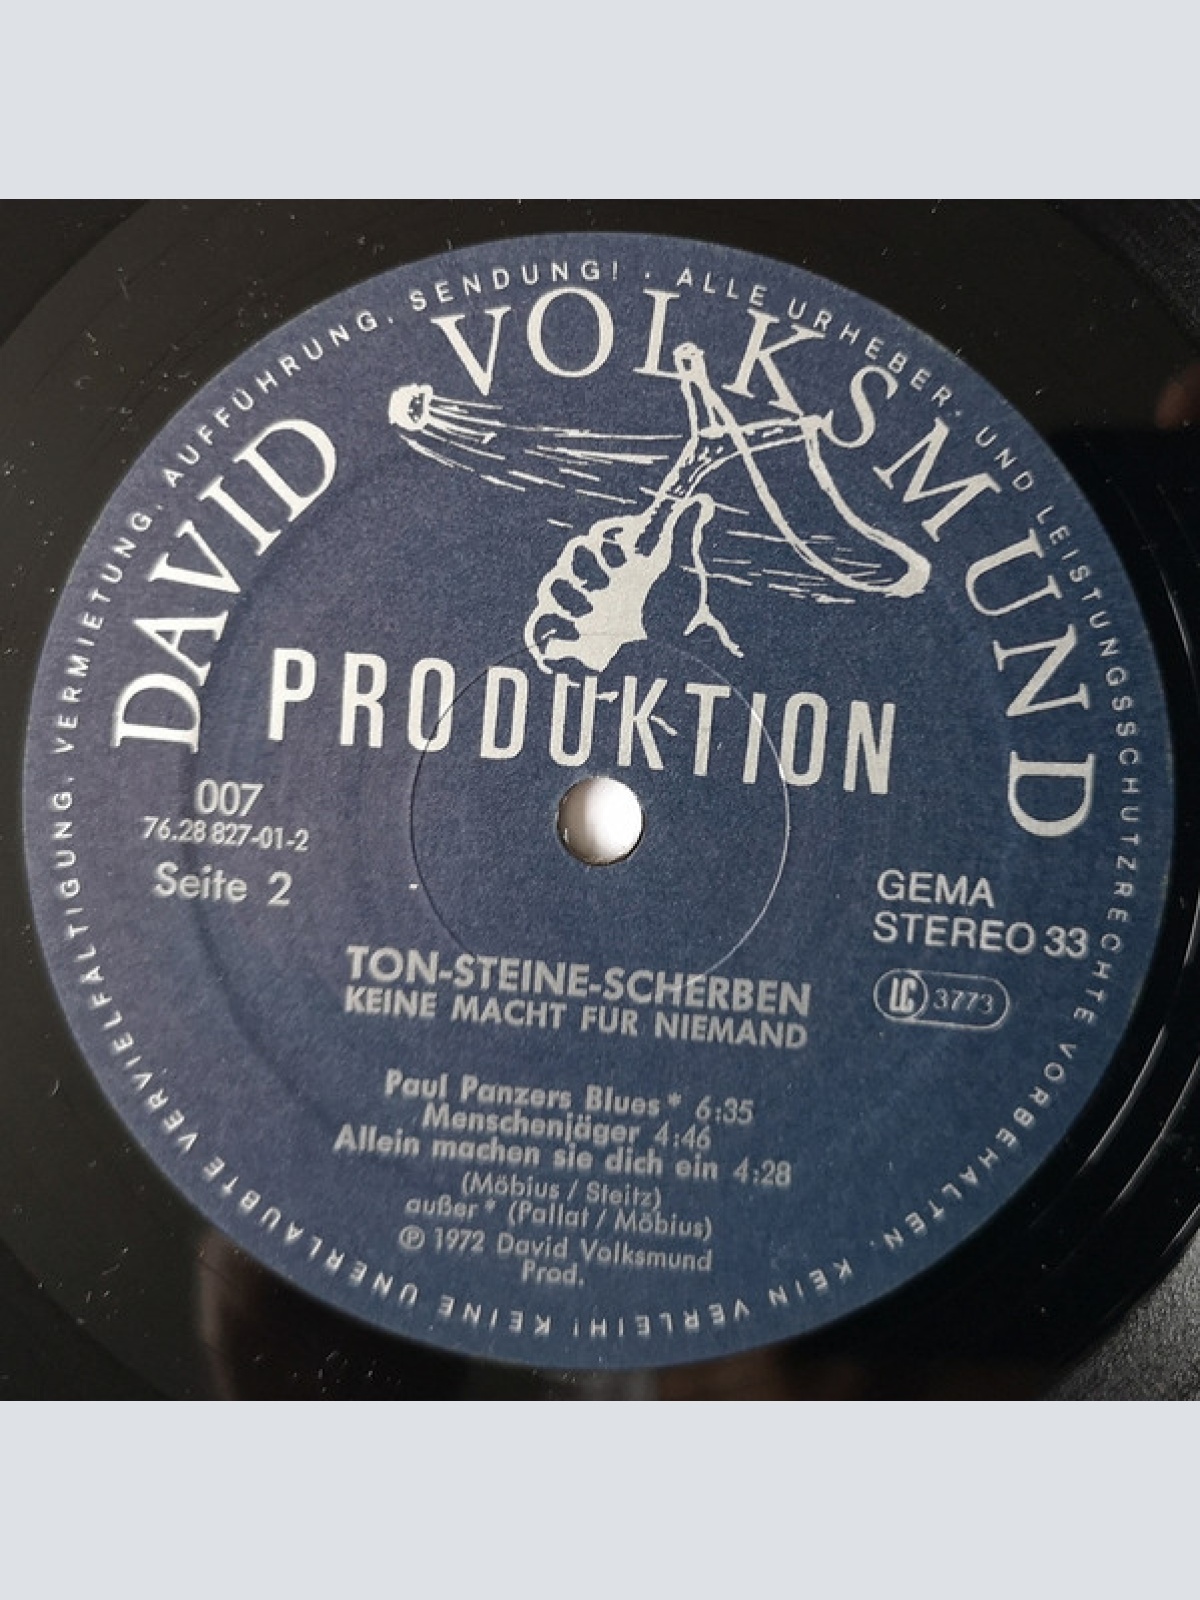 ALLE URHEBER- UND LEISTUNGSSCHUTZRECHTE VORBEHALTEN. KEIN VERLEIH! KEINE UNERLAUBTE VERVIELFÄLTIGUNG, VERMIETUNG, AUFFÜHRUNG, SENDUNG! ·
DAVID VOLKSMUND
PRODUKTION
007
76.28 827-01-2
Seite 2
GEMA
STEREO 33
LC 3773
TON-STEINE-SCHERBEN
KEINE MACHT FÜR NIEMAND
Paul Panzers Blues* 6:35
Menschenjäger 4:46
Allein machen sie dich ein 4:28
(Möbius / Steitz)
außer* (Pallat / Möbius)
℗ 1972 David Volksmund
Prod.